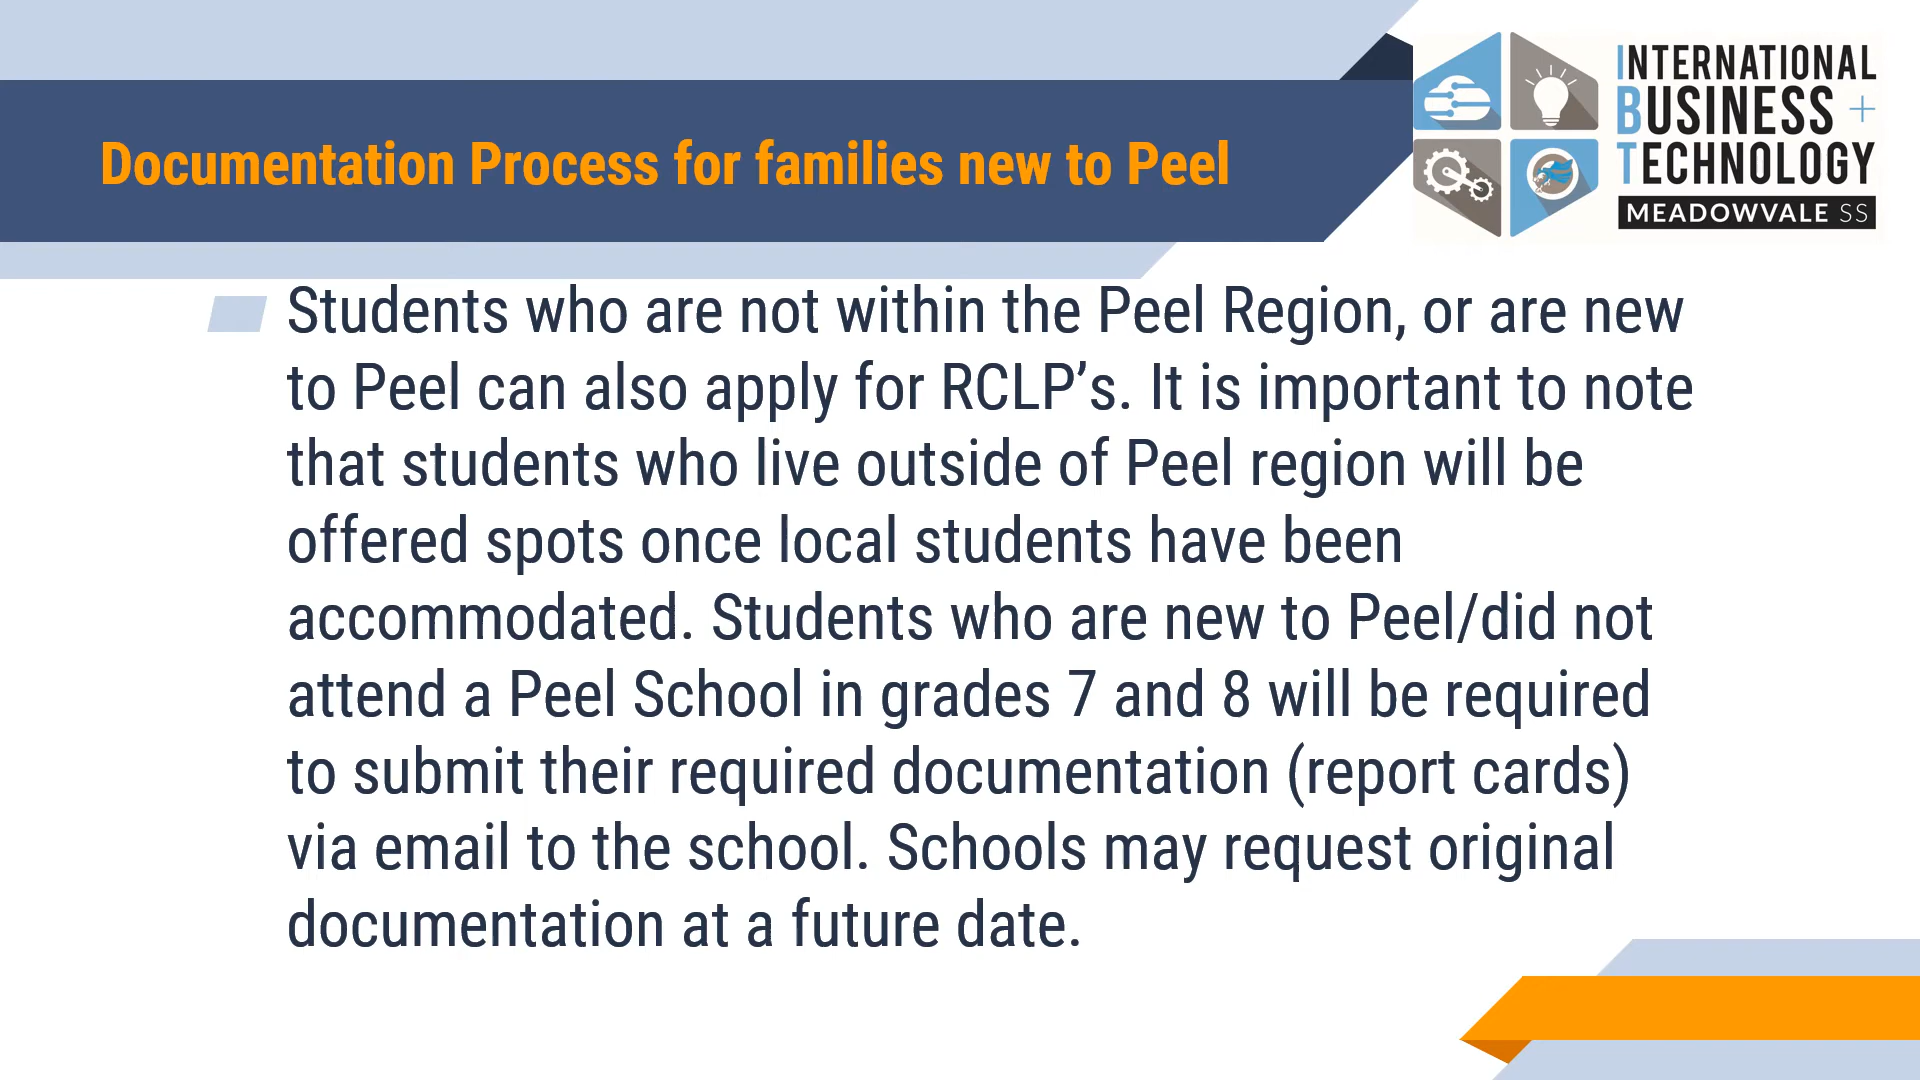 Documentation Process for families new to Peel
INTERNATIONAL
BUSINESS +
TECHNOLOGY
MEADOWVALE SS
Students who are not within the Peel Region, or are new
to Peel can also apply for RCLP’s. It is important to note
that students who live outside of Peel region will be
offered spots once local students have been
accommodated. Students who are new to Peel/did not
attend a Peel School in grades 7 and 8 will be required
to submit their required documentation (report cards)
via email to the school. Schools may request original
documentation at a future date.